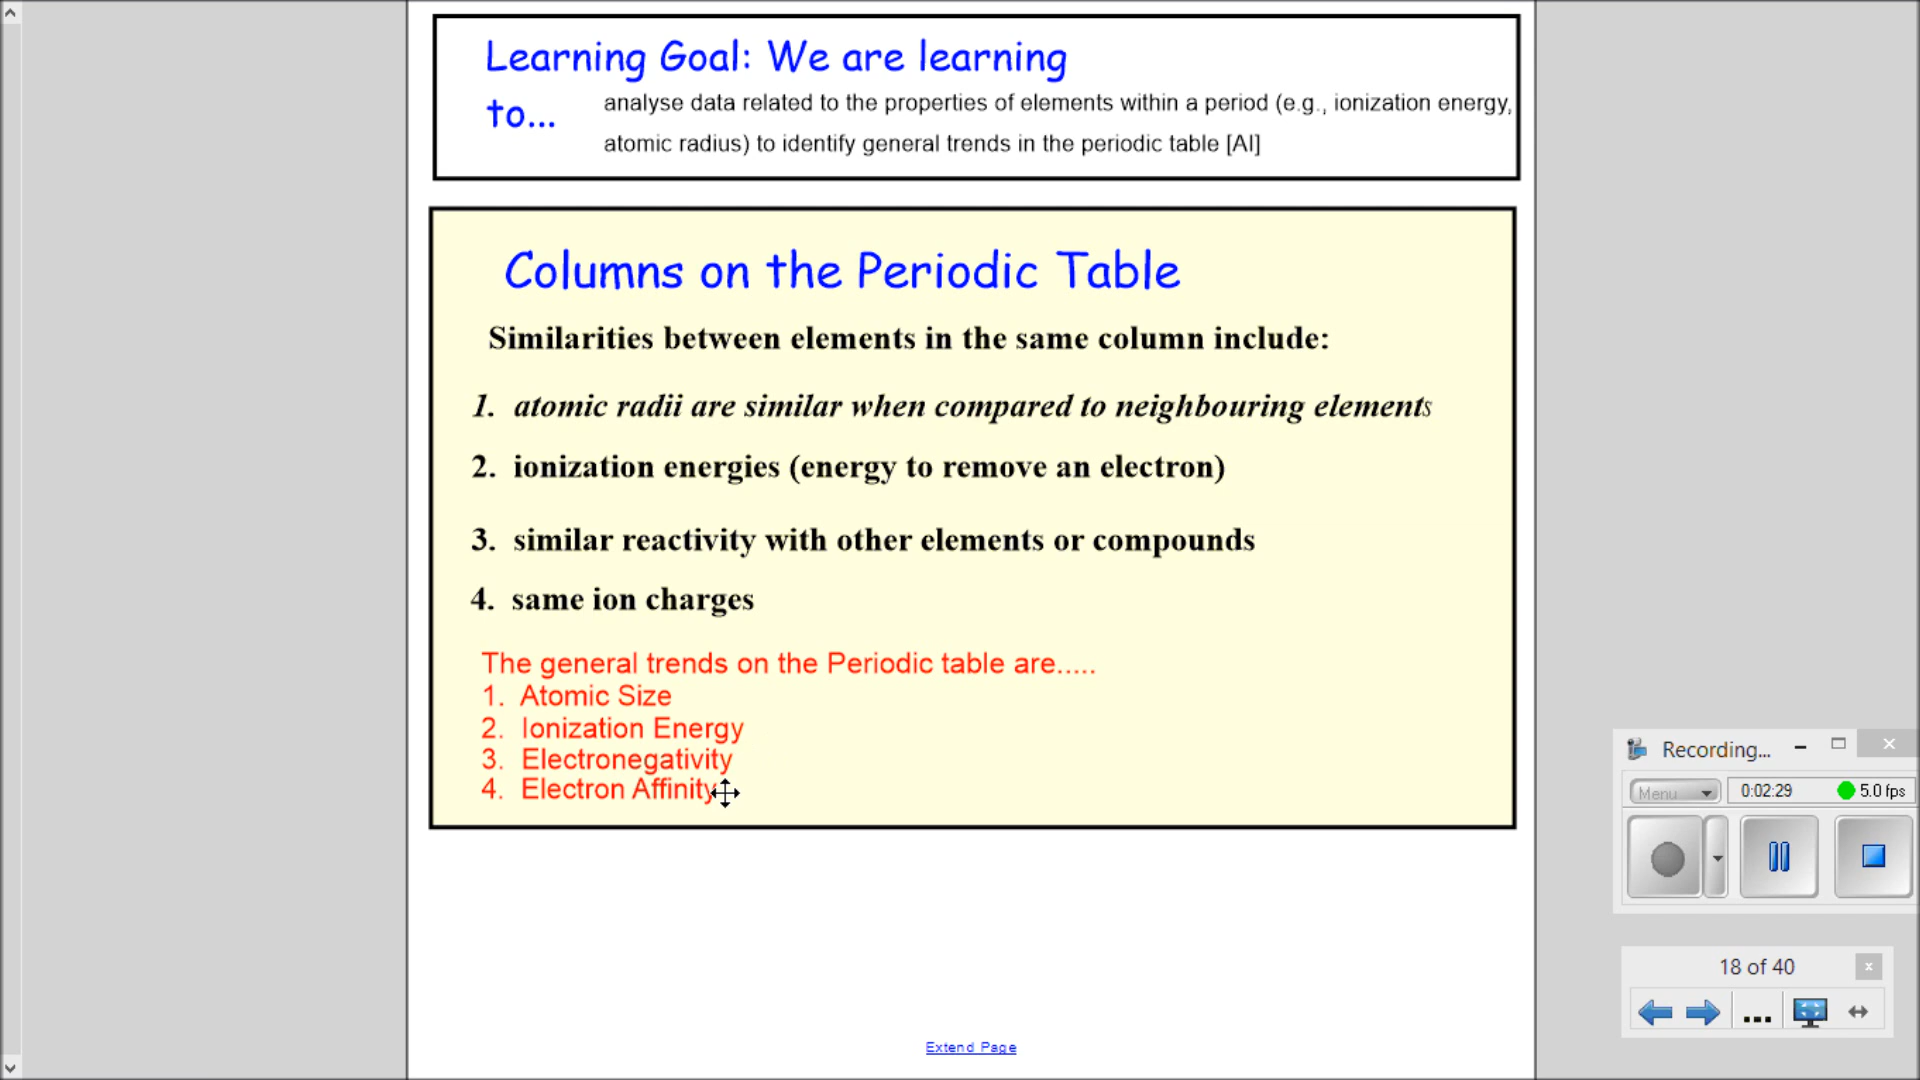 Learning Goal: We are learning
to...
analyse data related to the properties of elements within a period (e.g., ionization energy,
atomic radius) to identify general trends in the periodic table [AI]
Columns on the Periodic Table
Similarities between elements in the same column include:
1. atomic radii are similar when compared to neighbouring elements
2. ionization energies (energy to remove an electron)
3. similar reactivity with other elements or compounds
4. same ion charges
The general trends on the Periodic table are.....
1. Atomic Size
2. Ionization Energy
3. Electronegativity
4. Electron Affinity
Recording...
Menu
0:02:29
5.0 fps
18 of 40
...
Extend Page